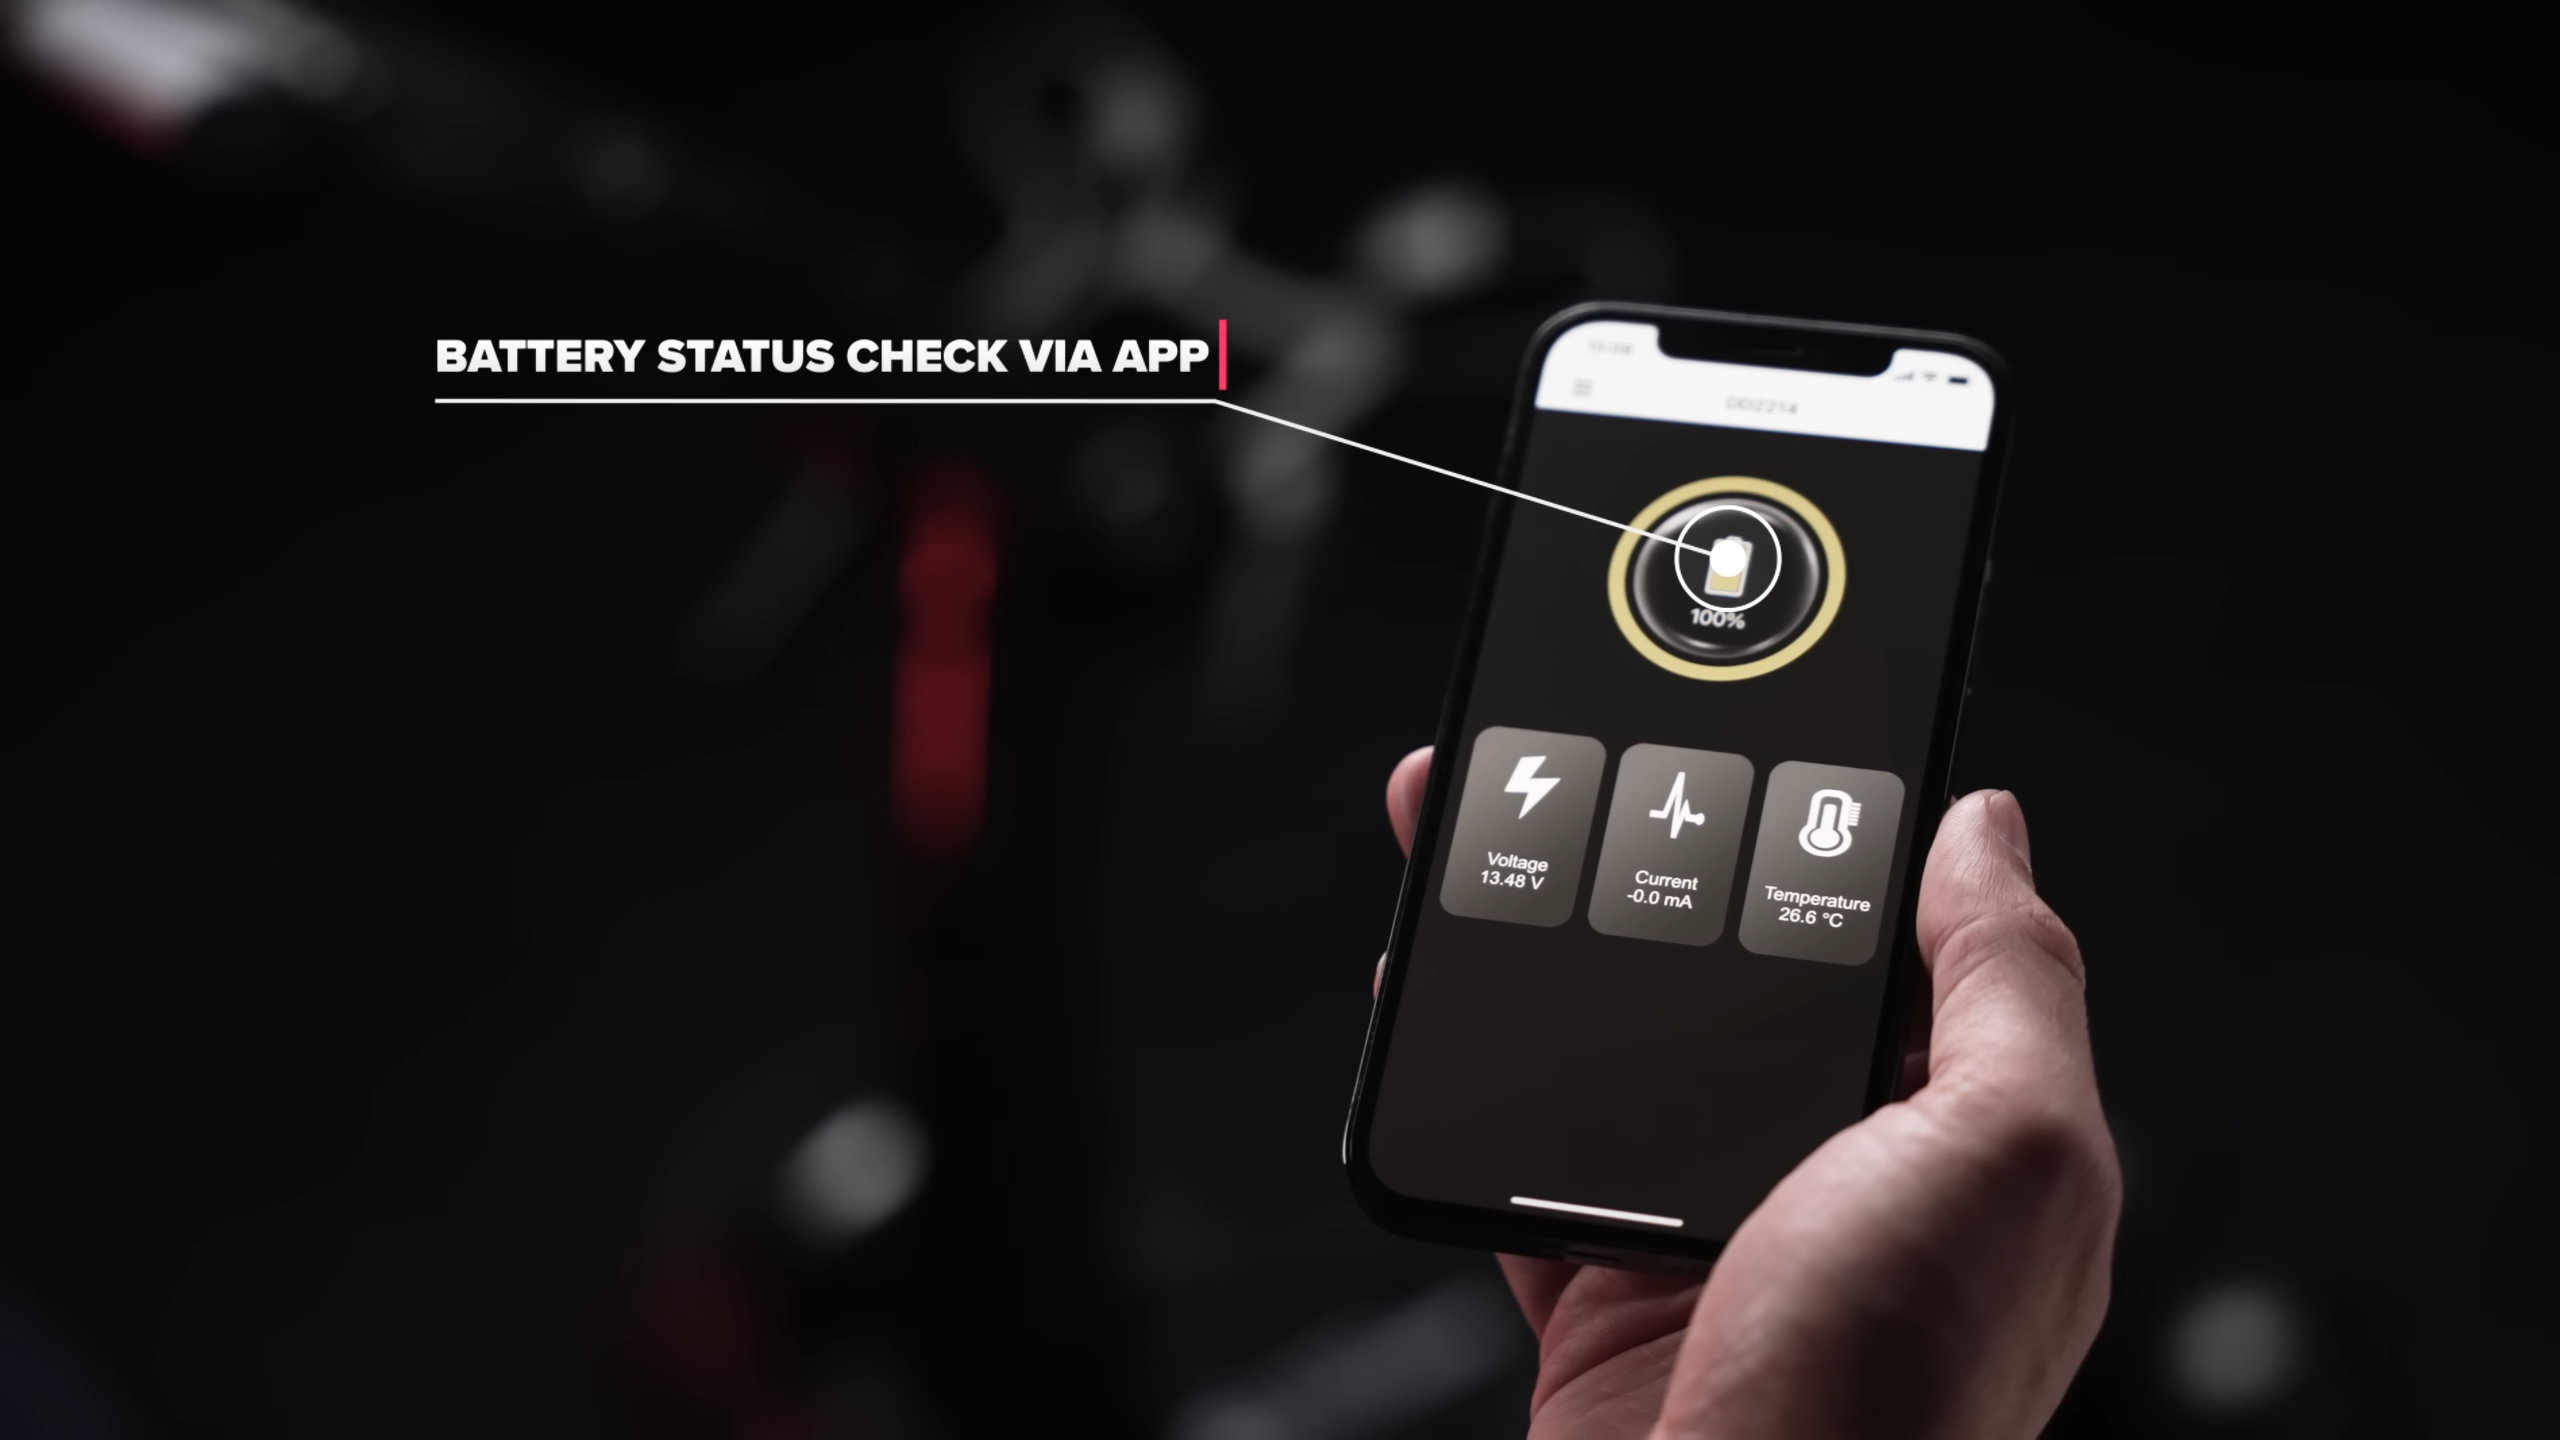 BATTERY STATUS CHECK VIA APP
100%
Voltage
13.48 V
Current
-0.0 mA
Temperature
26.6 °C